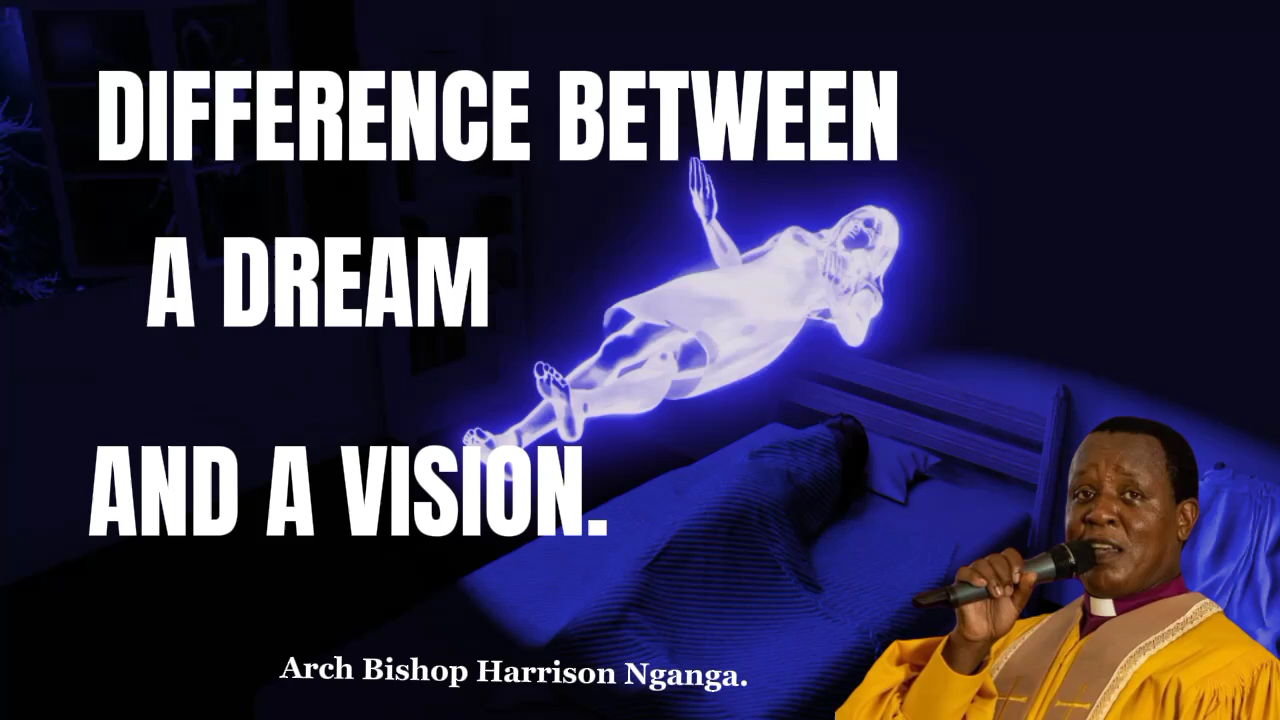 DIFFERENCE BETWEEN
A DREAM
AND A VISION.
Arch Bishop Harrison Nganga.